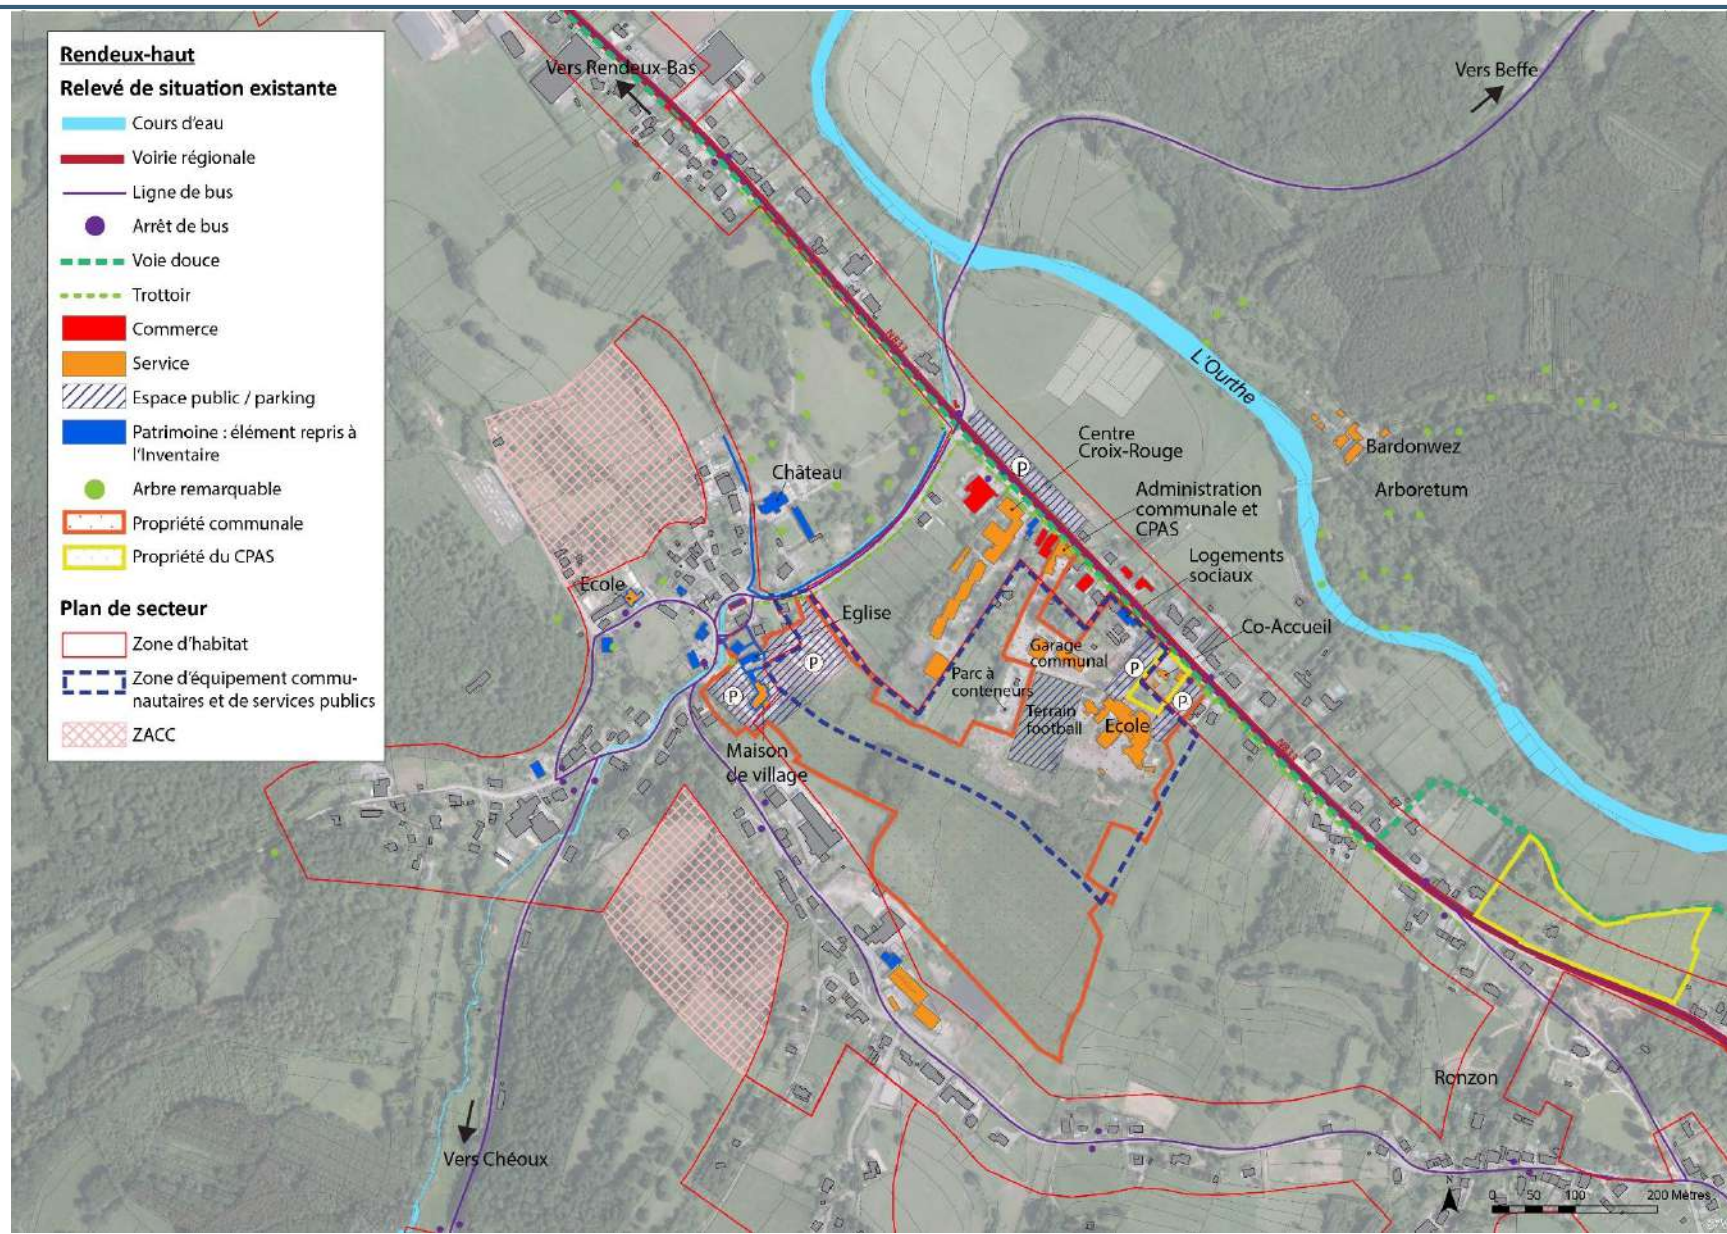 Rendeux-haut
Relevé de situation existante
Cours d'eau
Voirie régionale
Ligne de bus
Arrêt de bus
Voie douce
Trottoir
Commerce
Service
Espace public / parking
Patrimoine : élément repris à
l'Inventaire
Arbre remarquable
Propriété communale
Propriété du CPAS
Plan de secteur
Zone d'habitat
Zone d'équipement commu-
nautaires et de services publics
ZACC
Vers Rendeux-Bas
Vers Beffe
N833
L'Ourthe
Bardonwez
Arboretum
Centre
Croix-Rouge
P
Administration
communale et
CPAS
Logements
sociaux
Château
Ecole
Eglise
Co-Accueil
Garage
communal
P
P
P
P
Parc à
conteneurs
Terrain
football
Ecole
Maison
de village
Ronzon
Vers Chéoux
N
0 50 100 200 Mètres